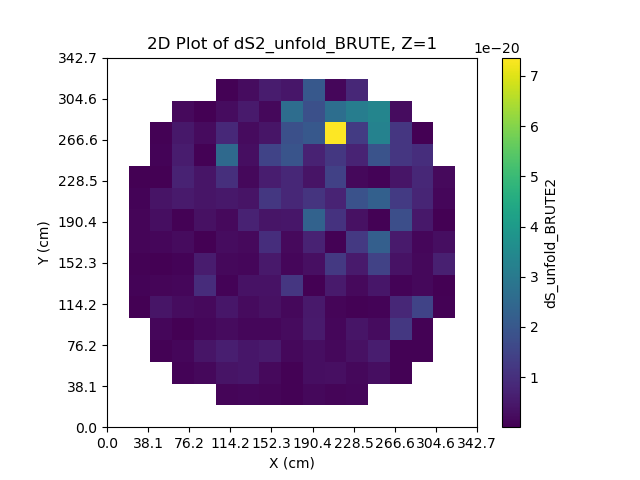 2D Plot of dS2_unfold_BRUTE, Z=1
1e−20
342.7
304.6
266.6
228.5
190.4
152.3
114.2
76.2
38.1
0.0
Y (cm)
0.0 38.1 76.2 114.2 152.3 190.4 228.5 266.6 304.6 342.7
X (cm)
7
6
5
4
3
2
1
dS_unfold_BRUTE2